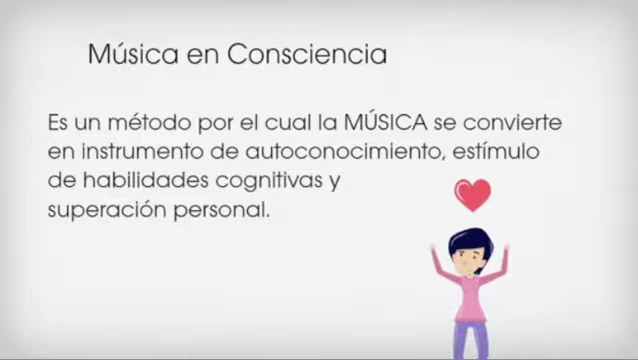 Música en Consciencia
Es un método por el cual la MÚSICA se convierte
en instrumento de autoconocimiento, estímulo
de habilidades cognitivas y
superación personal.